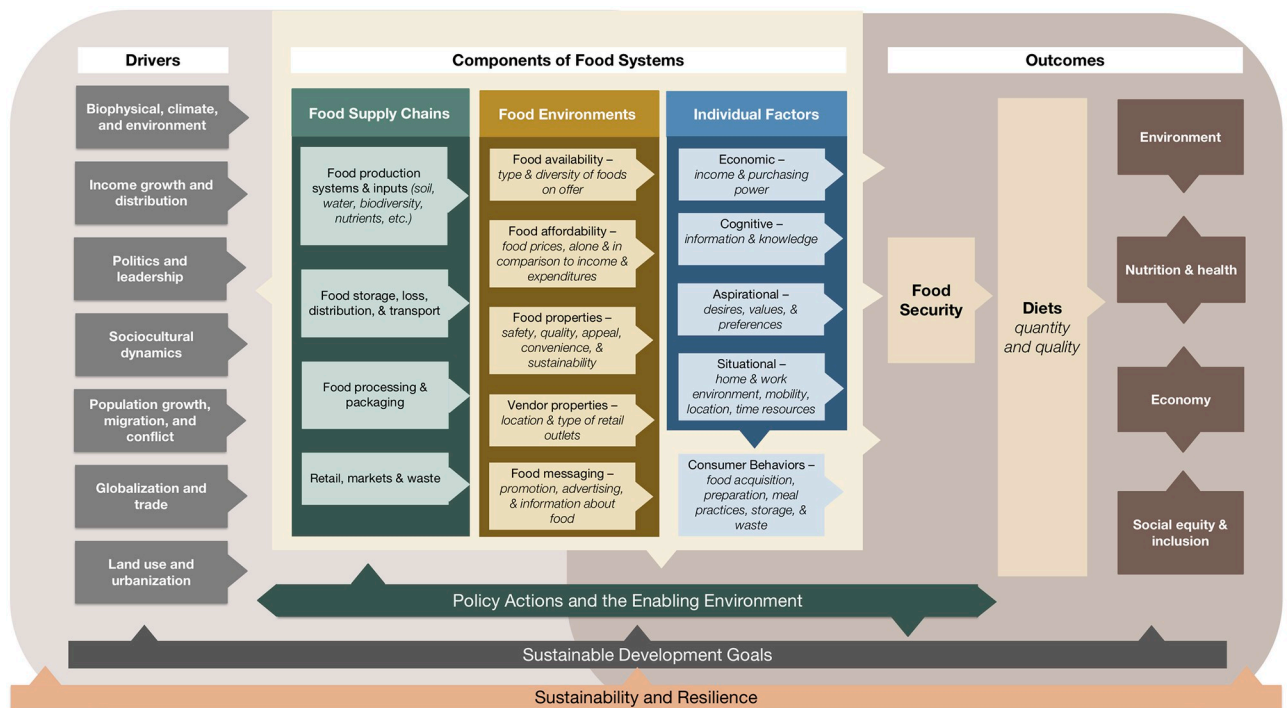 Drivers
Biophysical, climate,
and environment
Income growth and
distribution
Politics and
leadership
Sociocultural
dynamics
Population growth,
migration, and
conflict
Globalization and
trade
Land use and
urbanization
Components of Food Systems
Food Supply Chains
Food production
systems & inputs (soil,
water, biodiversity,
nutrients, etc.)
Food storage, loss,
distribution, & transport
Food processing &
packaging
Retail, markets & waste
Food Environments
Food availability –
type & diversity of foods
on offer
Food affordability –
food prices, alone & in
comparison to income &
expenditures
Food properties –
safety, quality, appeal,
convenience, &
sustainability
Vendor properties –
location & type of retail
outlets
Food messaging –
promotion, advertising,
& information about
food
Individual Factors
Economic –
income & purchasing
power
Cognitive –
information & knowledge
Aspirational –
desires, values, &
preferences
Situational –
home & work
environment, mobility,
location, time resources
Consumer Behaviors –
food acquisition,
preparation, meal
practices, storage, &
waste
Outcomes
Food
Security
Diets
quantity
and quality
Environment
Nutrition & health
Economy
Social equity &
inclusion
Policy Actions and the Enabling Environment
Sustainable Development Goals
Sustainability and Resilience